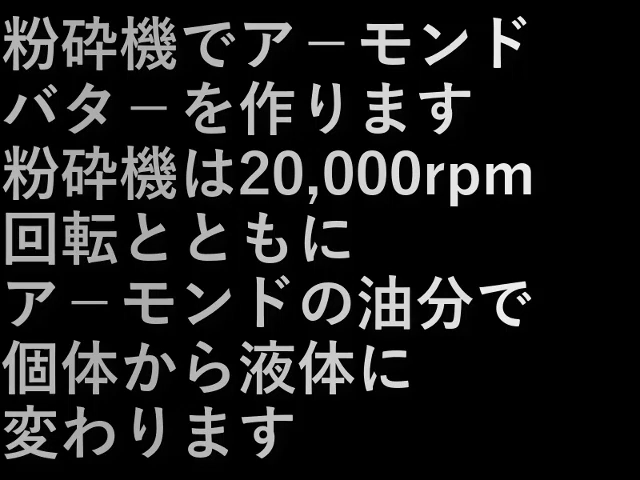 粉砕機でアーモンド
バターを作ります
粉砕機は20,000rpm
回転とともに
アーモンドの油分で
個体から液体に
変わります